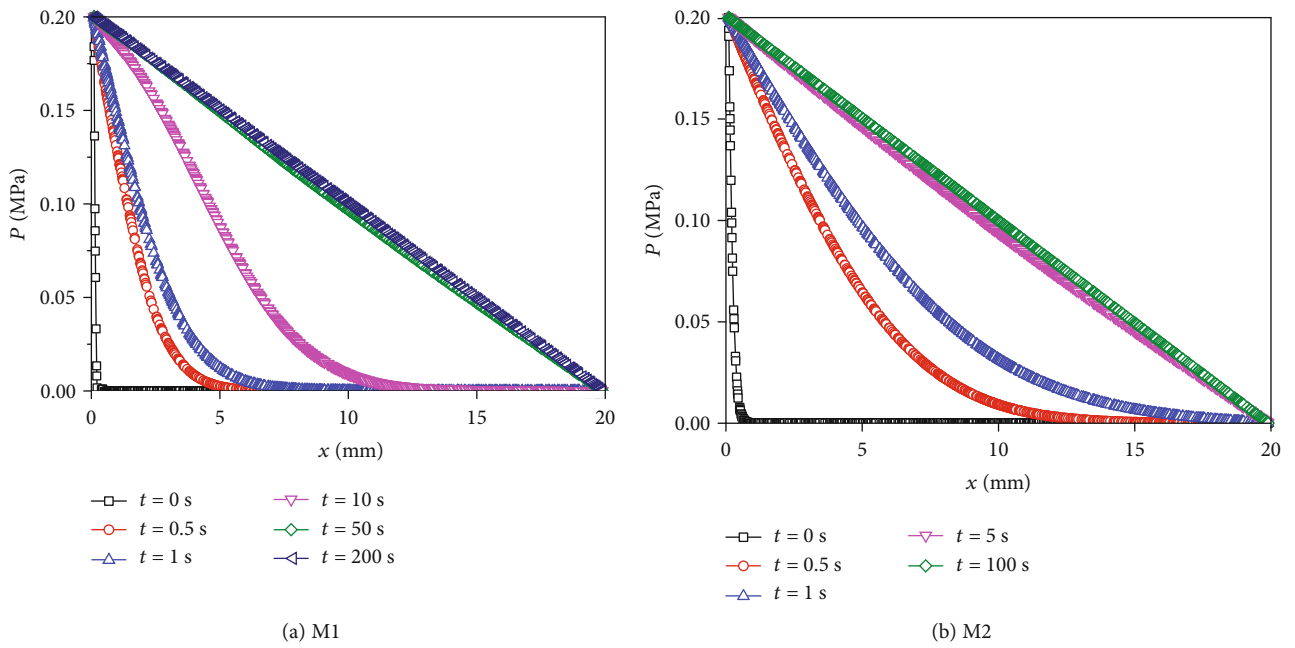 0.20
0.15
0.10
0.05
0.00
P (MPa)
0 5 10 15 20
x (mm)
t = 0 s
t = 0.5 s
t = 1 s
t = 10 s
t = 50 s
t = 200 s
(a) M1
0.20
0.15
0.10
0.05
0.00
P (MPa)
0 5 10 15 20
x (mm)
t = 0 s
t = 0.5 s
t = 1 s
t = 5 s
t = 100 s
(b) M2